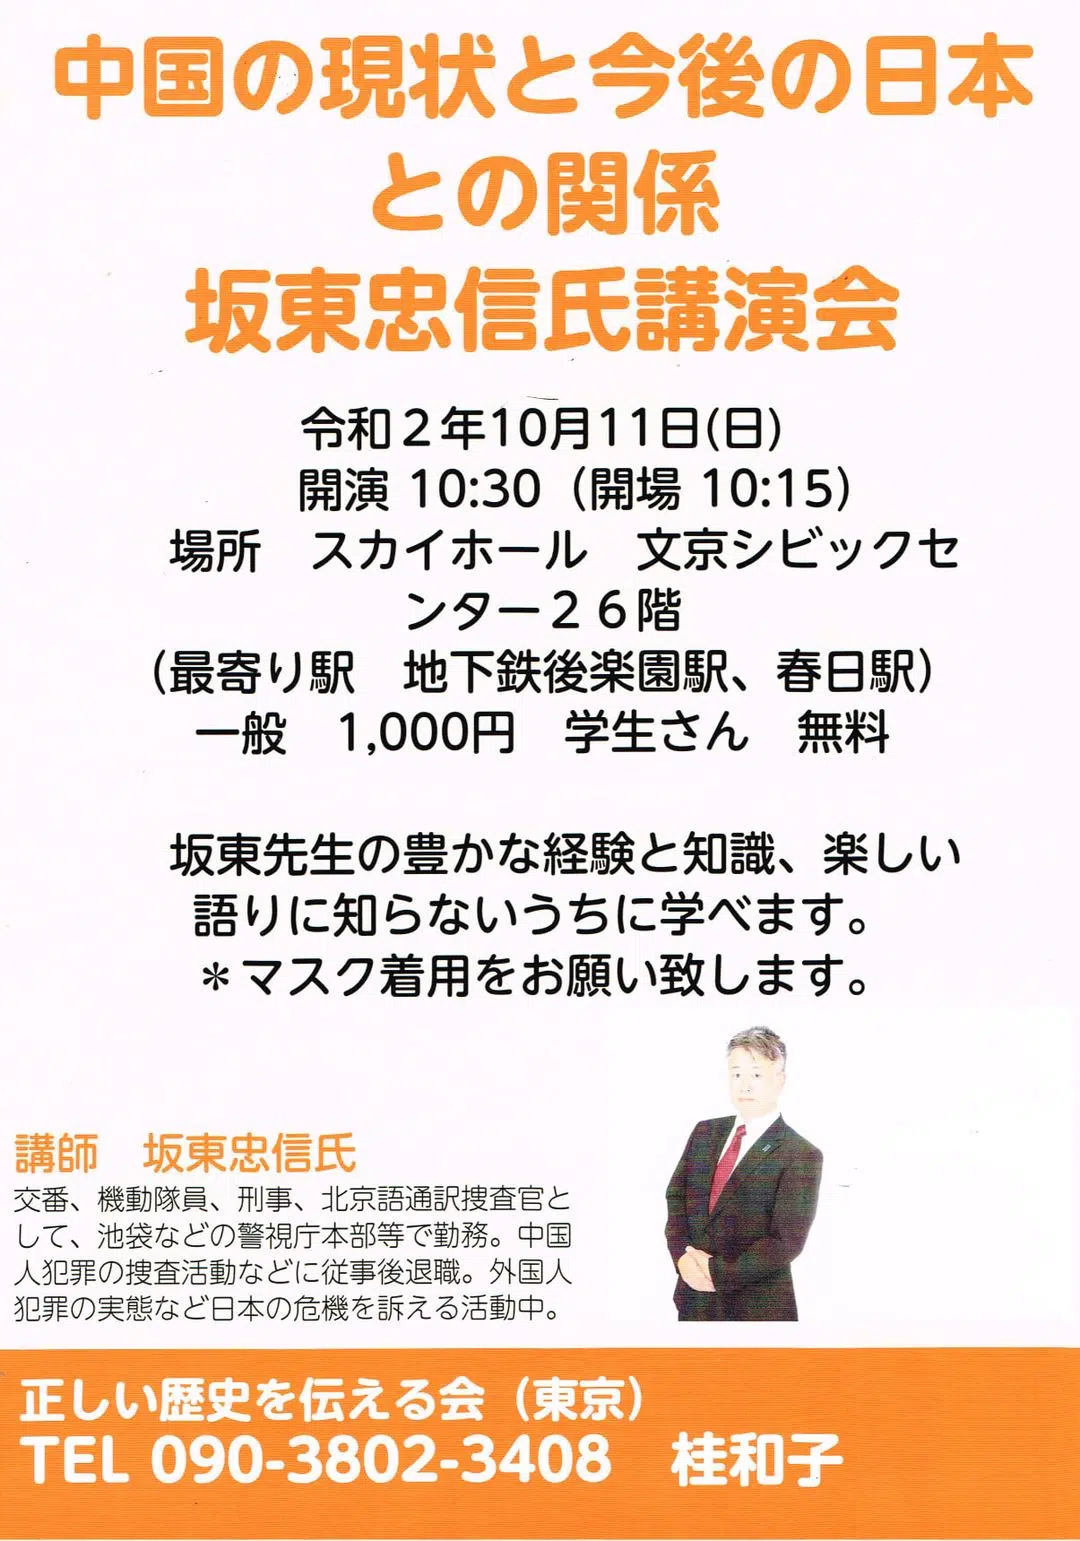 中国の現状と今後の日本
との関係
坂東忠信氏講演会
令和２年10月11日(日)
開演 10:30（開場 10:15）
場所　スカイホール　文京シビックセ
ンター２６階
（最寄り駅　地下鉄後楽園駅、春日駅）
一般　1,000円　学生さん　無料
坂東先生の豊かな経験と知識、楽しい
語りに知らないうちに学べます。
＊マスク着用をお願い致します。
講師　坂東忠信氏
交番、機動隊員、刑事、北京語通訳捜査官と
して、池袋などの警視庁本部等で勤務。中国
人犯罪の捜査活動などに従事後退職。外国人
犯罪の実態など日本の危機を訴える活動中。
正しい歴史を伝える会（東京）
TEL 090-3802-3408　桂和子